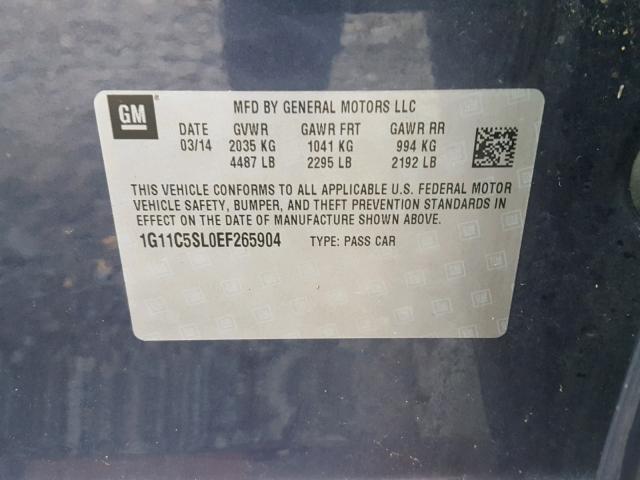 GM
MFD BY GENERAL MOTORS LLC
DATE GVWR GAWR FRT GAWR RR
03/14 2035 KG 1041 KG 994 KG
4487 LB 2295 LB 2192 LB
THIS VEHICLE CONFORMS TO ALL APPLICABLE U.S. FEDERAL MOTOR
VEHICLE SAFETY, BUMPER, AND THEFT PREVENTION STANDARDS IN
EFFECT ON THE DATE OF MANUFACTURE SHOWN ABOVE.
1G11C5SL0EF265904 TYPE: PASS CAR